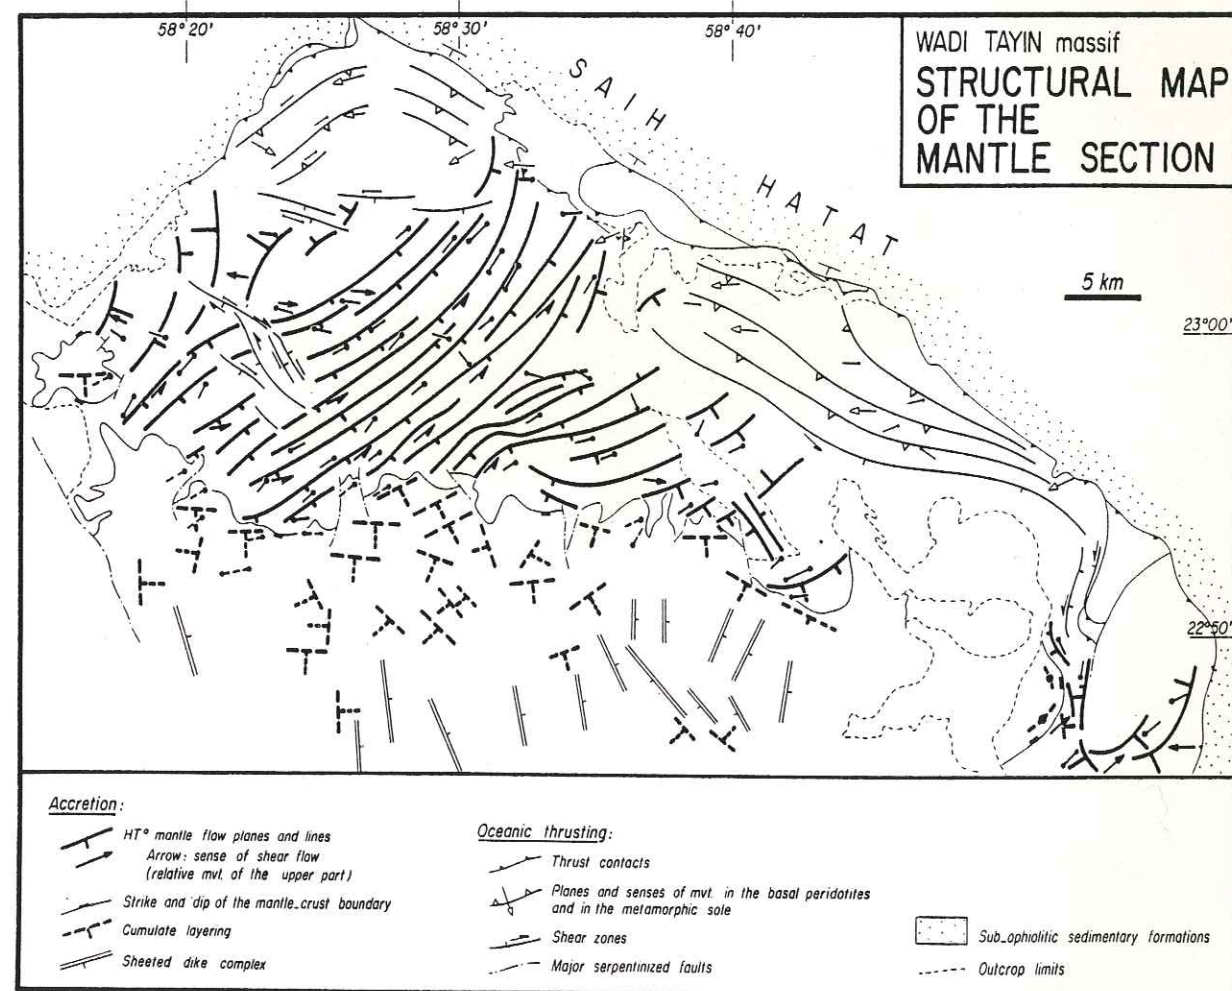 58°20'
58°30'
58°40'
WADI TAYIN massif
STRUCTURAL MAP
OF THE
MANTLE SECTION
SAIH
HATAT
5 km
23°00'
22°50'
Accretion:
HT° mantle flow planes and lines
Arrow: sense of shear flow
(relative mvt. of the upper part)
Strike and dip of the mantle-crust boundary
Cumulate layering
Sheeted dike complex
Oceanic thrusting:
Thrust contacts
Planes and senses of mvt. in the basal peridotites
and in the metamorphic sole
Shear zones
Major serpentinized faults
Sub-ophiolitic sedimentary formations
Outcrop limits